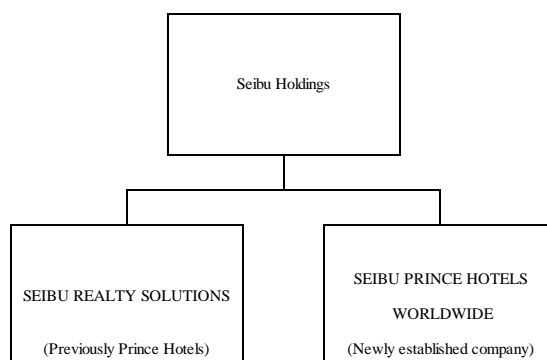 Seibu Holdings
SEIBU REALTY SOLUTIONS
(Previously Prince Hotels)
SEIBU PRINCE HOTELS
WORLDWIDE
(Newly established company)